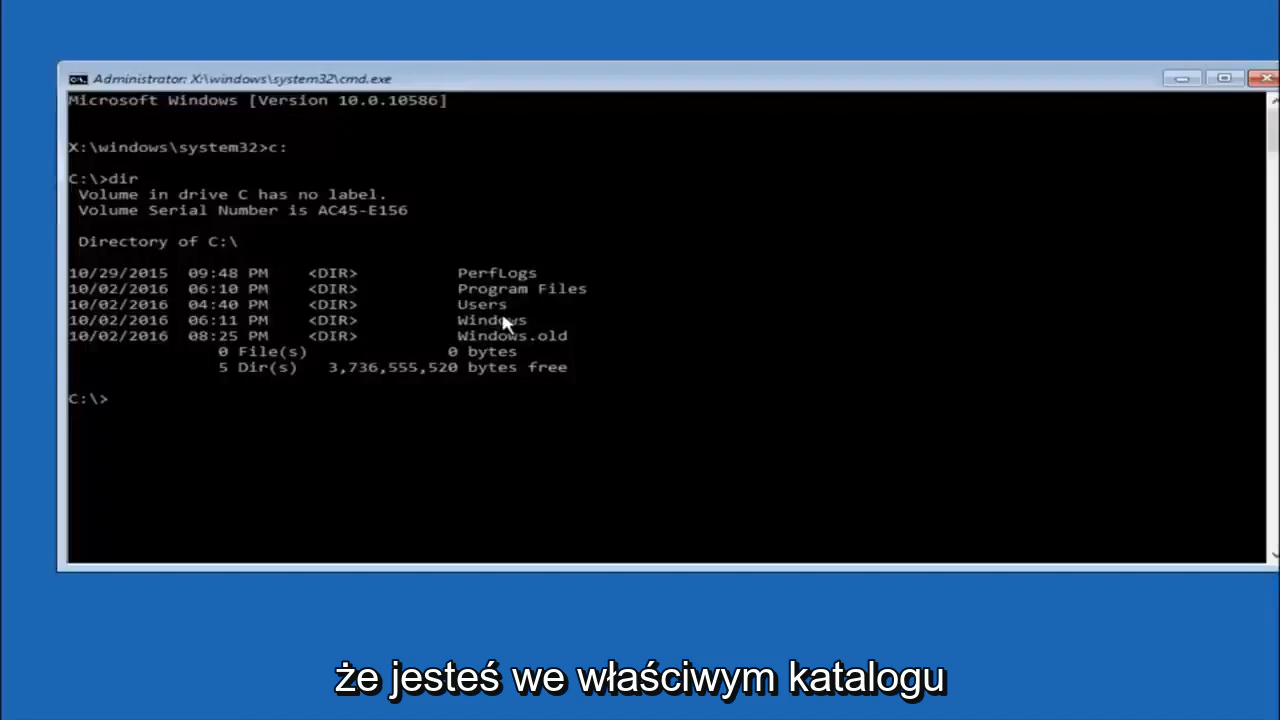 Administrator: X:\windows\system32\cmd.exe
Microsoft Windows [Version 10.0.10586]
X:\windows\system32>c:
C:\>dir
Volume in drive C has no label.
Volume Serial Number is AC45-E156
Directory of C:\
10/29/2015 09:48 PM <DIR> PerfLogs
10/02/2016 06:10 PM <DIR> Program Files
10/02/2016 04:40 PM <DIR> Users
10/02/2016 06:11 PM <DIR> Windows
10/02/2016 08:25 PM <DIR> Windows.old
0 File(s) 0 bytes
5 Dir(s) 3,736,555,520 bytes free
C:\>
że jesteś we właściwym katalogu